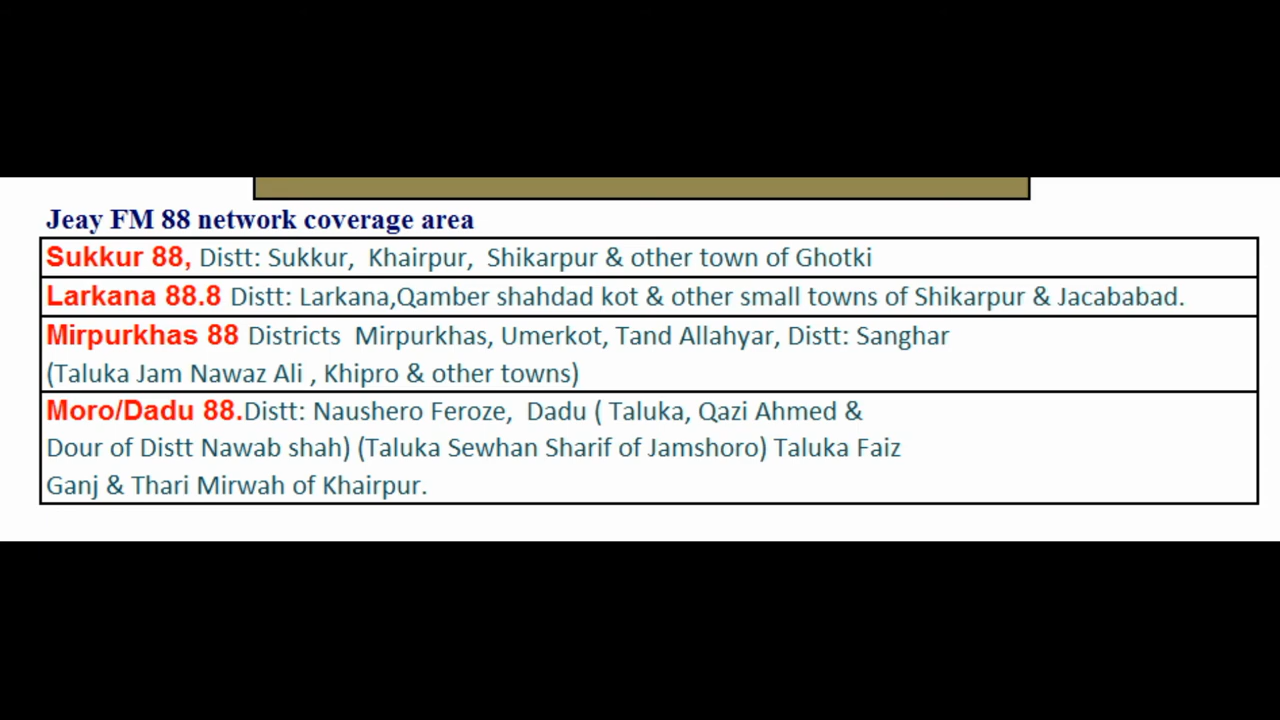 Jeay FM 88 network coverage area
Sukkur 88, Distt: Sukkur, Khairpur, Shikarpur & other town of Ghotki
Larkana 88.8 Distt: Larkana,Qamber shahdad kot & other small towns of Shikarpur & Jacababad.
Mirpurkhas 88 Districts Mirpurkhas, Umerkot, Tand Allahyar, Distt: Sanghar
(Taluka Jam Nawaz Ali , Khipro & other towns)
Moro/Dadu 88.Distt: Naushero Feroze, Dadu ( Taluka, Qazi Ahmed &
Dour of Distt Nawab shah) (Taluka Sewhan Sharif of Jamshoro) Taluka Faiz
Ganj & Thari Mirwah of Khairpur.